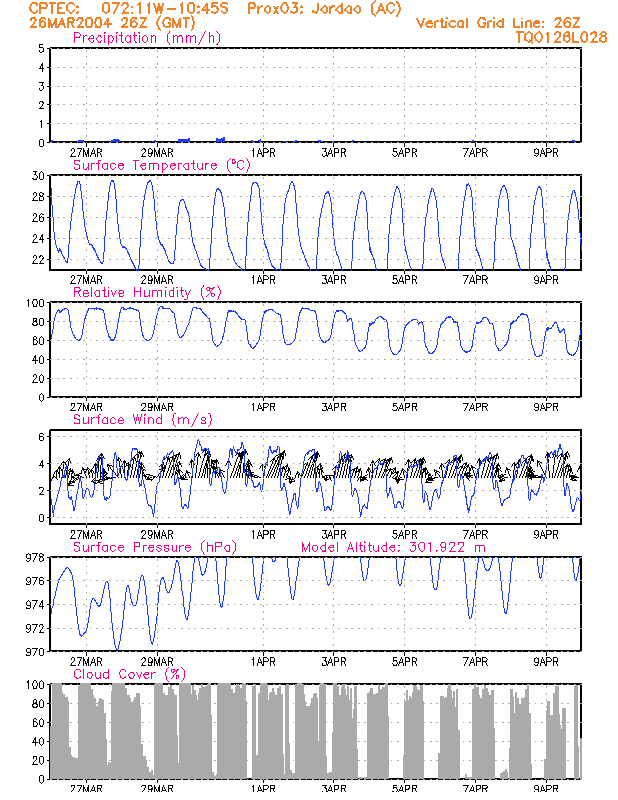 CPTEC: 072:11W-10:45S Prox03: Jordao (AC)
26MAR2004 26Z (GMT) Vertical Grid Line: 26Z
TQ0126L028
Precipitation (mm/h)
5
4
3
2
1
0
27MAR 29MAR 1APR 3APR 5APR 7APR 9APR
Surface Temperature (°C)
30
28
26
24
22
27MAR 29MAR 1APR 3APR 5APR 7APR 9APR
Relative Humidity (%)
100
80
60
40
20
0
27MAR 29MAR 1APR 3APR 5APR 7APR 9APR
Surface Wind (m/s)
6
4
2
0
27MAR 29MAR 1APR 3APR 5APR 7APR 9APR
Surface Pressure (hPa) Model Altitude: 301.922 m
978
976
974
972
970
27MAR 29MAR 1APR 3APR 5APR 7APR 9APR
Cloud Cover (%)
100
80
60
40
20
0
27MAR 29MAR 1APR 3APR 5APR 7APR 9APR